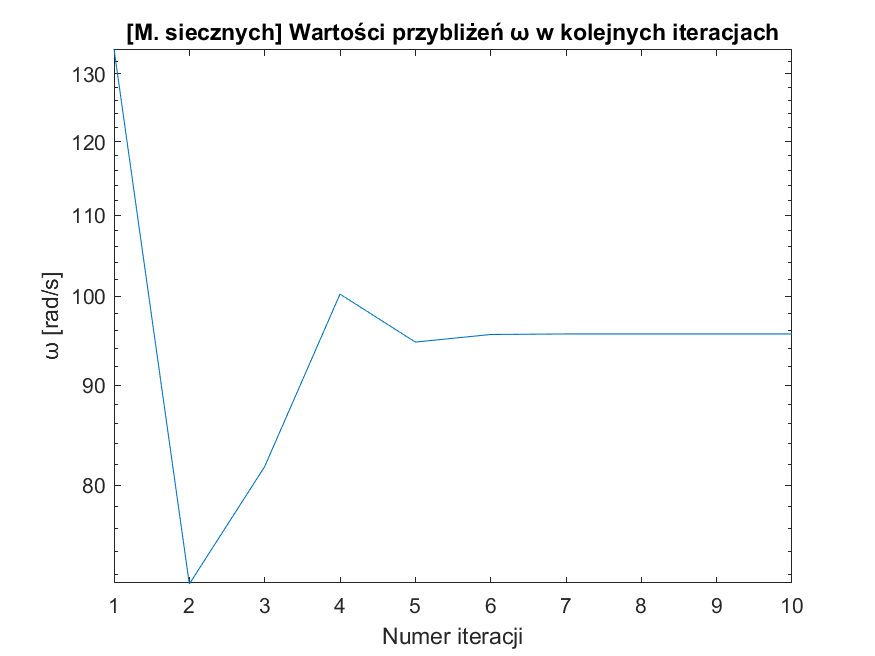 [M. siecznych] Wartości przybliżeń ω w kolejnych iteracjach
130
120
110
100
90
80
ω [rad/s]
1 2 3 4 5 6 7 8 9 10
Numer iteracji